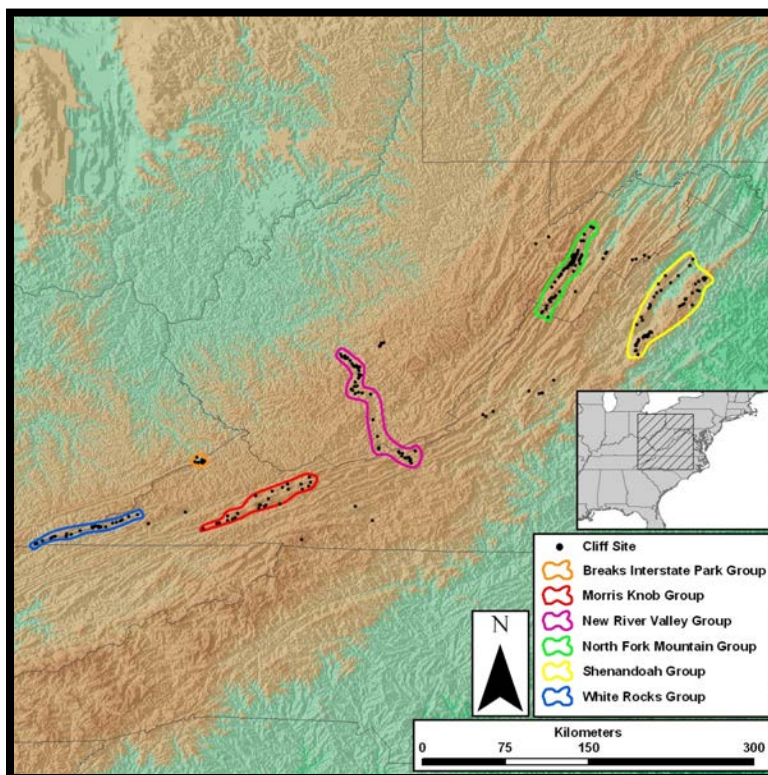 Cliff Site
Breaks Interstate Park Group
Morris Knob Group
New River Valley Group
North Fork Mountain Group
Shenandoah Group
White Rocks Group
N
Kilometers
0 75 150 300